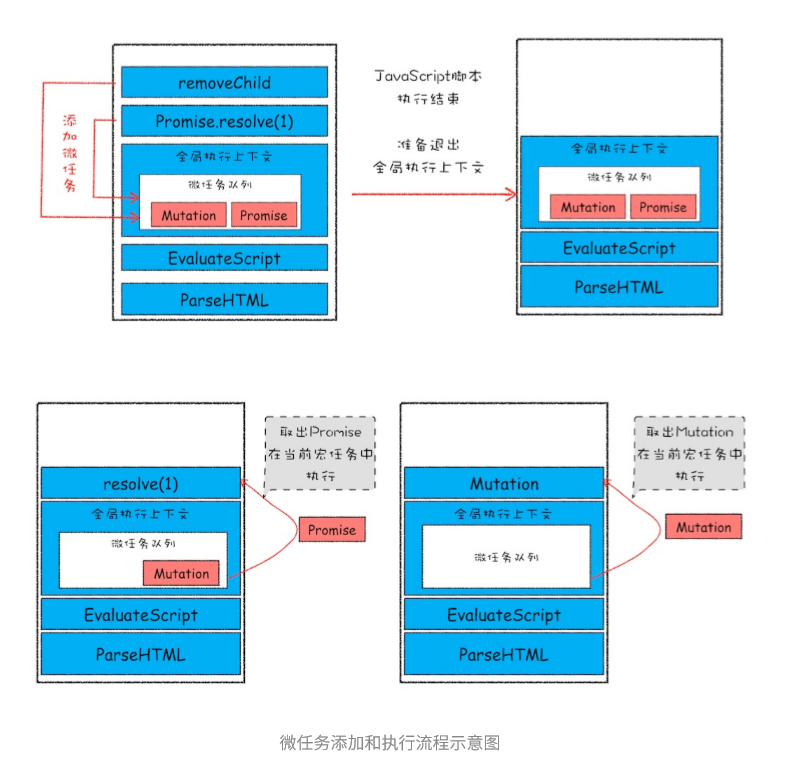 removeChild
Promise.resolve(1)
添加微任务
全局执行上下文
微任务队列
Mutation
Promise
EvaluateScript
ParseHTML
JavaScript脚本
执行结束
准备退出
全局执行上下文
全局执行上下文
微任务队列
Mutation
Promise
EvaluateScript
ParseHTML
取出Promise
在当前宏任务中
执行
resolve(1)
全局执行上下文
微任务队列
Mutation
Promise
EvaluateScript
ParseHTML
取出Mutation
在当前宏任务中
执行
Mutation
全局执行上下文
微任务队列
Mutation
EvaluateScript
ParseHTML
微任务添加和执行流程示意图